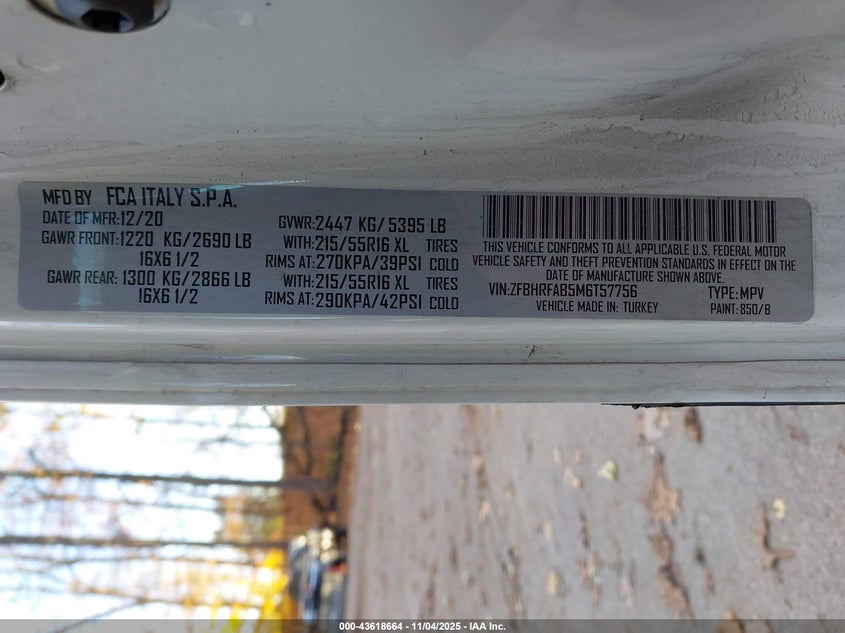 MFD BY FCA ITALY S.P.A.
DATE OF MFR:12/20
GVWR:2447 KG/5395 LB
GAWR FRONT:1220 KG/2690 LB
WITH:215/55R16 XL TIRES
16X6 1/2
RIMS AT:270KPA/39PSI COLD
GAWR REAR:1300 KG/2866 LB
WITH:215/55R16 XL TIRES
16X6 1/2
RIMS AT:290KPA/42PSI COLD
THIS VEHICLE CONFORMS TO ALL APPLICABLE U.S. FEDERAL MOTOR
VEHICLE SAFETY AND THEFT PREVENTION STANDARDS IN EFFECT ON THE
DATE OF MANUFACTURE SHOWN ABOVE.
VIN:ZFBHRFAB5M6T57756 TYPE:MPV
VEHICLE MADE IN: TURKEY PAINT:850/B
000-43618664 - 11/04/2025 - IAA Inc.